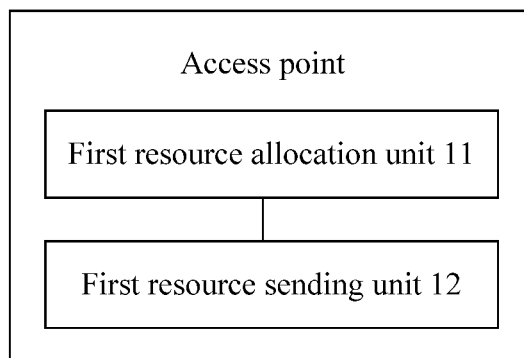 Access point
First resource allocation unit 11
First resource sending unit 12